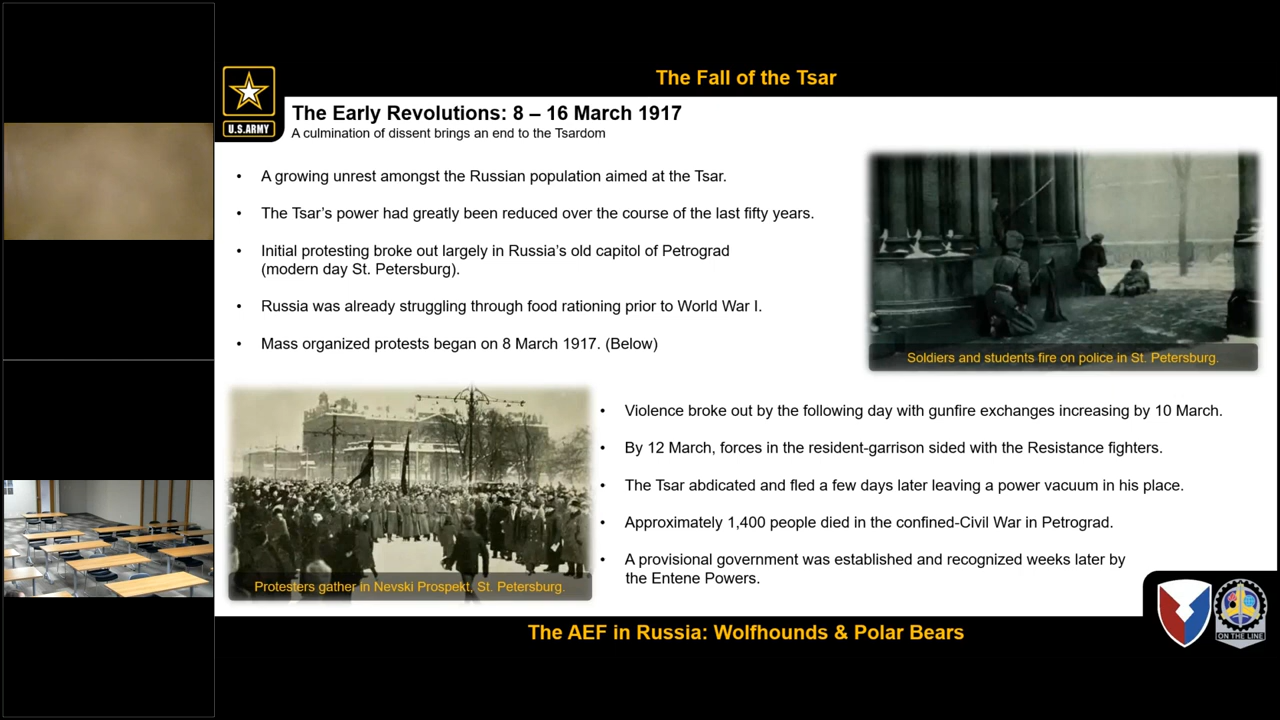 The Fall of the Tsar
U.S.ARMY
The Early Revolutions: 8 – 16 March 1917
A culmination of dissent brings an end to the Tsardom
• A growing unrest amongst the Russian population aimed at the Tsar.
• The Tsar's power had greatly been reduced over the course of the last fifty years.
• Initial protesting broke out largely in Russia's old capitol of Petrograd
(modern day St. Petersburg).
• Russia was already struggling through food rationing prior to World War I.
• Mass organized protests began on 8 March 1917. (Below)
Soldiers and students fire on police in St. Petersburg.
Protesters gather in Nevski Prospekt, St. Petersburg.
• Violence broke out by the following day with gunfire exchanges increasing by 10 March.
• By 12 March, forces in the resident-garrison sided with the Resistance fighters.
• The Tsar abdicated and fled a few days later leaving a power vacuum in his place.
• Approximately 1,400 people died in the confined-Civil War in Petrograd.
• A provisional government was established and recognized weeks later by
the Entene Powers.
ON THE LINE
The AEF in Russia: Wolfhounds & Polar Bears